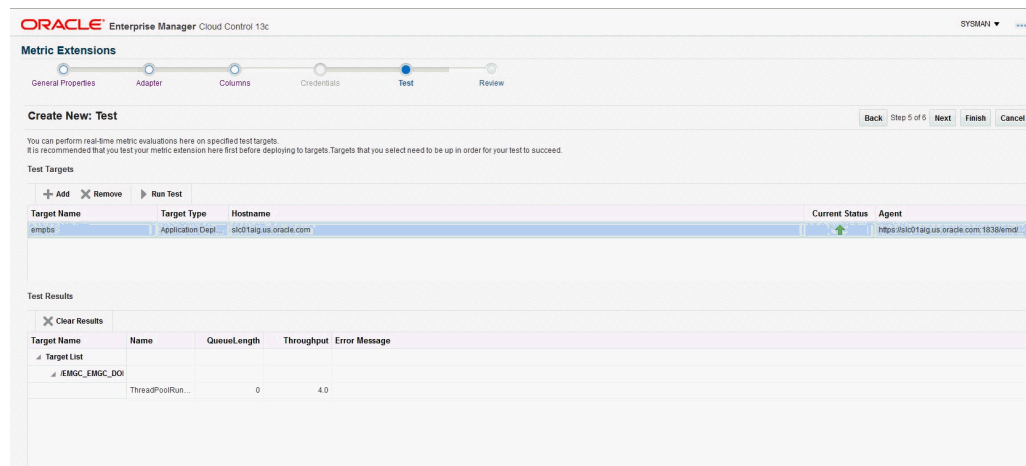 ORACLE® Enterprise Manager Cloud Control 13c
SYSMAN ▼
Metric Extensions
General Properties Adapter Columns Credentials Test Review
Create New: Test
Back Step 5 of 6 Next Finish Cancel
You can perform real-time metric evaluations here on specified test targets.
It is recommended that you test your metric extension here first before deploying to targets.Targets that you select need to be up in order for your test to succeed.
Test Targets
Add Remove Run Test
Target Name Target Type Hostname Current Status Agent
empbs Application Depl... slc01aig.us.oracle.com https://slc01aig.us.oracle.com:1838/emd/...
Test Results
Clear Results
Target Name Name QueueLength Throughput Error Message
Target List
/EMGC_EMGC_DOI
ThreadPoolRun... 0 4.0